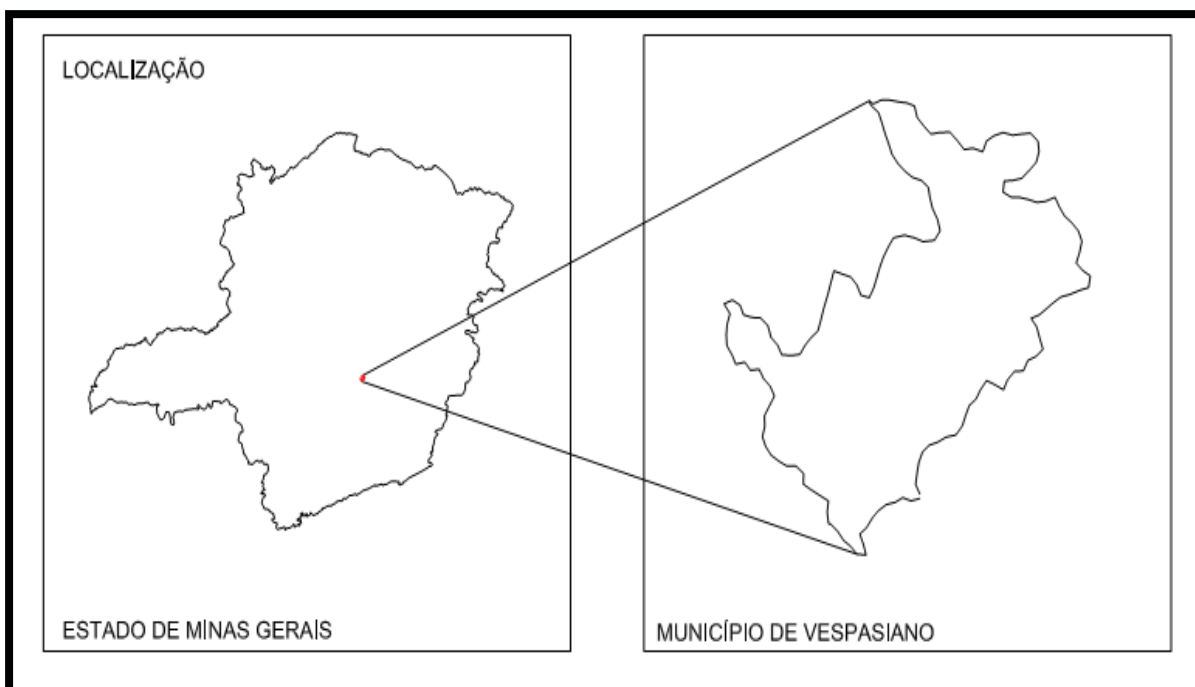 LOCALIZAÇÃO
ESTADO DE MINAS GERAIS
MUNICÍPIO DE VESPASIANO